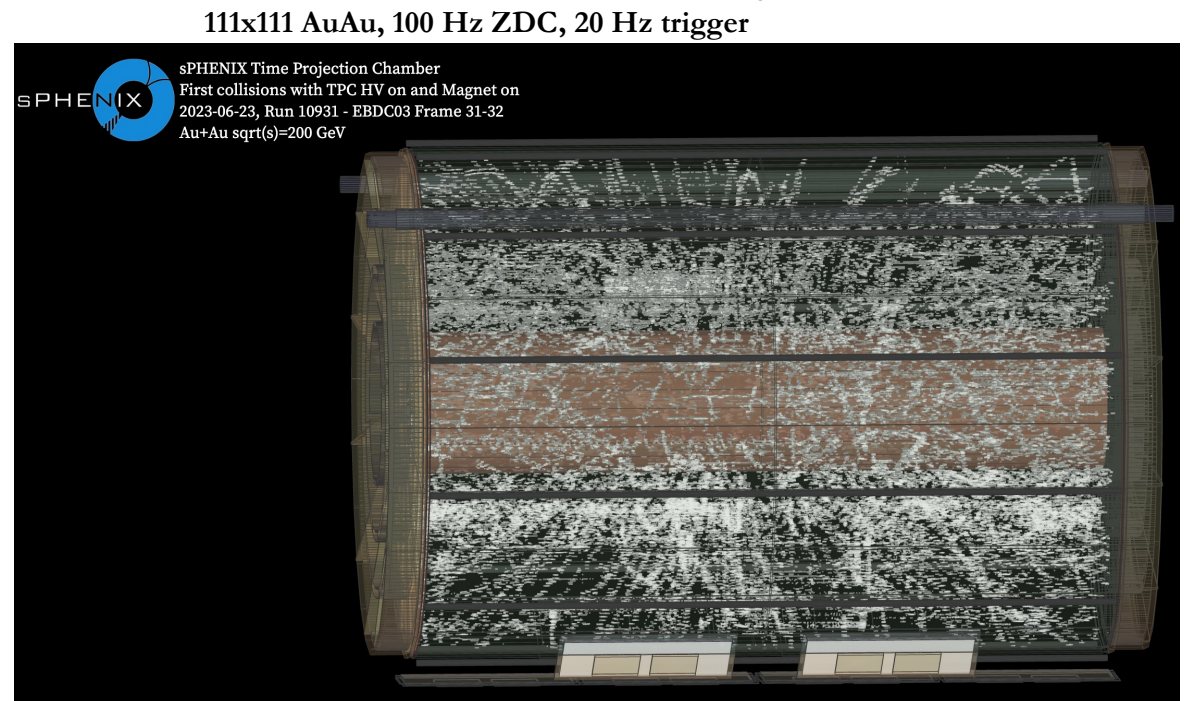 111x111 AuAu, 100 Hz ZDC, 20 Hz trigger
sPHENIX
sPHENIX Time Projection Chamber
First collisions with TPC HV on and Magnet on
2023-06-23, Run 10931 - EBDC03 Frame 31-32
Au+Au sqrt(s)=200 GeV